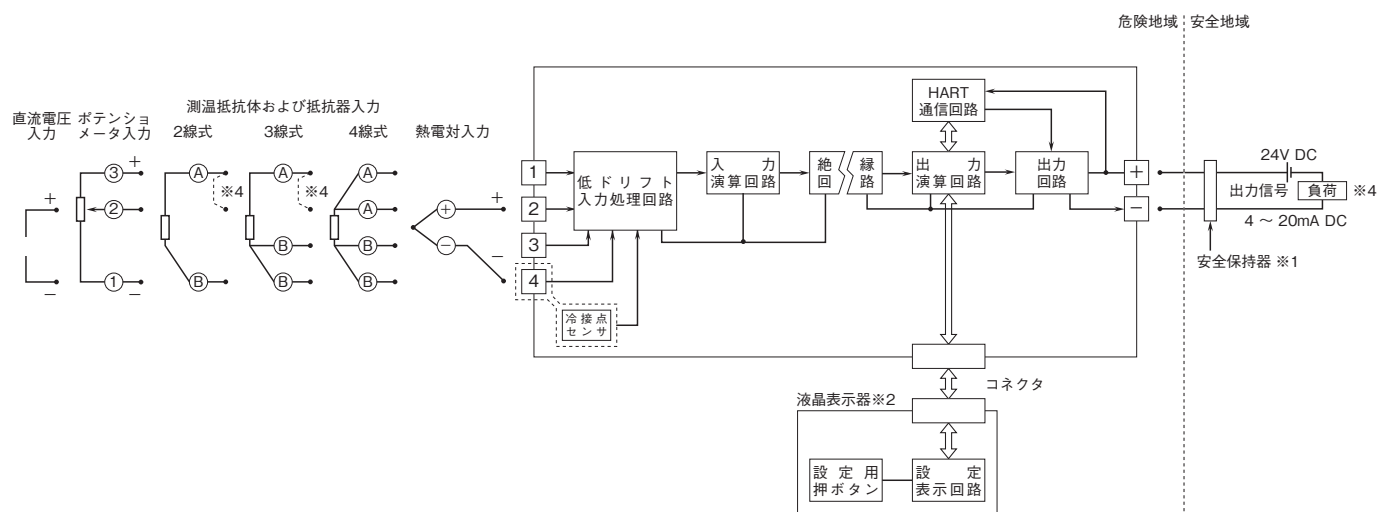 危険地域
安全地域
測温抵抗体および抵抗器入力
直流電圧
入力
ポテンショ
メータ入力
2線式
3線式
4線式
熱電対入力
+
−
③
+
②
①
−
A
※4
B
A
※4
B
B
A
A
B
B
+
−
+
−
1
2
3
4
低ドリフト
入力処理回路
冷接点
センサ
入力
演算回路
絶縁
回路
HART
通信回路
出力
演算回路
出力
回路
+
−
24V DC
出力信号
負荷
※4
4 ~ 20mA DC
安全保持器 ※1
コネクタ
液晶表示器※2
設定用
押ボタン
設定
表示回路